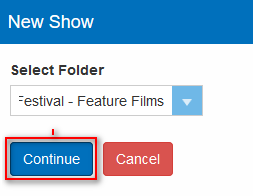 New Show
Select Folder
Festival - Feature Films
Continue
Cancel